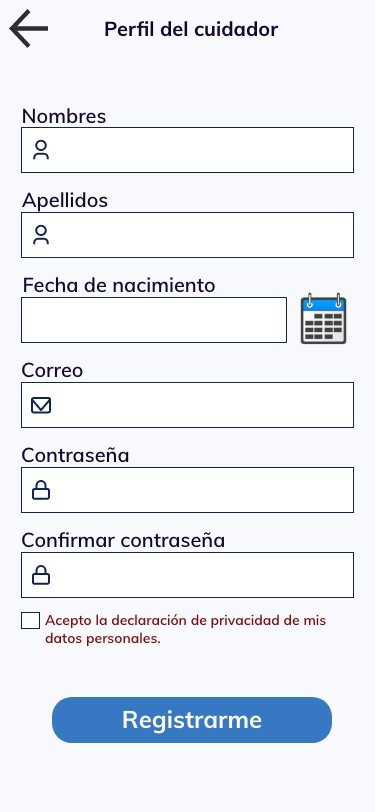 Perfil del cuidador
Nombres
Apellidos
Fecha de nacimiento
Correo
Contraseña
Confirmar contraseña
Acepto la declaración de privacidad de mis
datos personales.
Registrarme